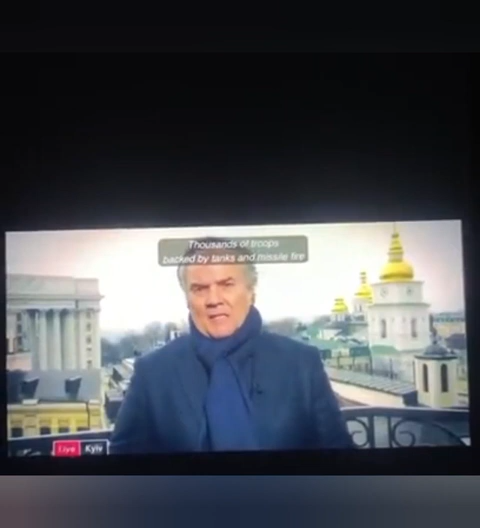 Thousands of troops
backed by tanks and missile fire
Live Kyiv